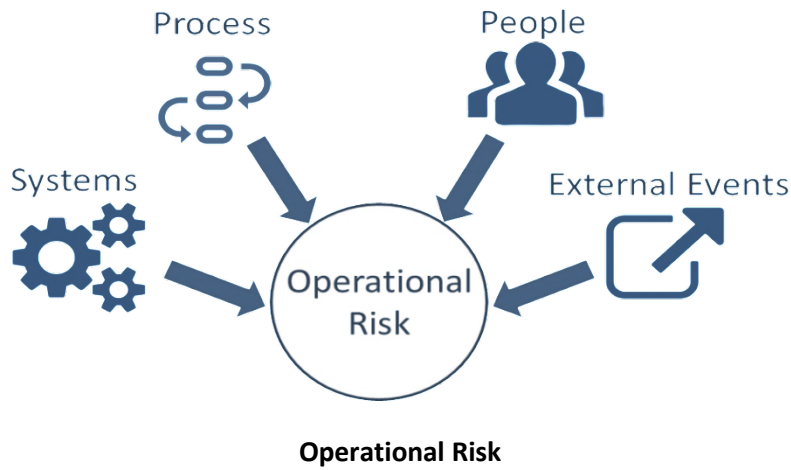 Process
People
Systems
External Events
Operational
Risk
Operational Risk